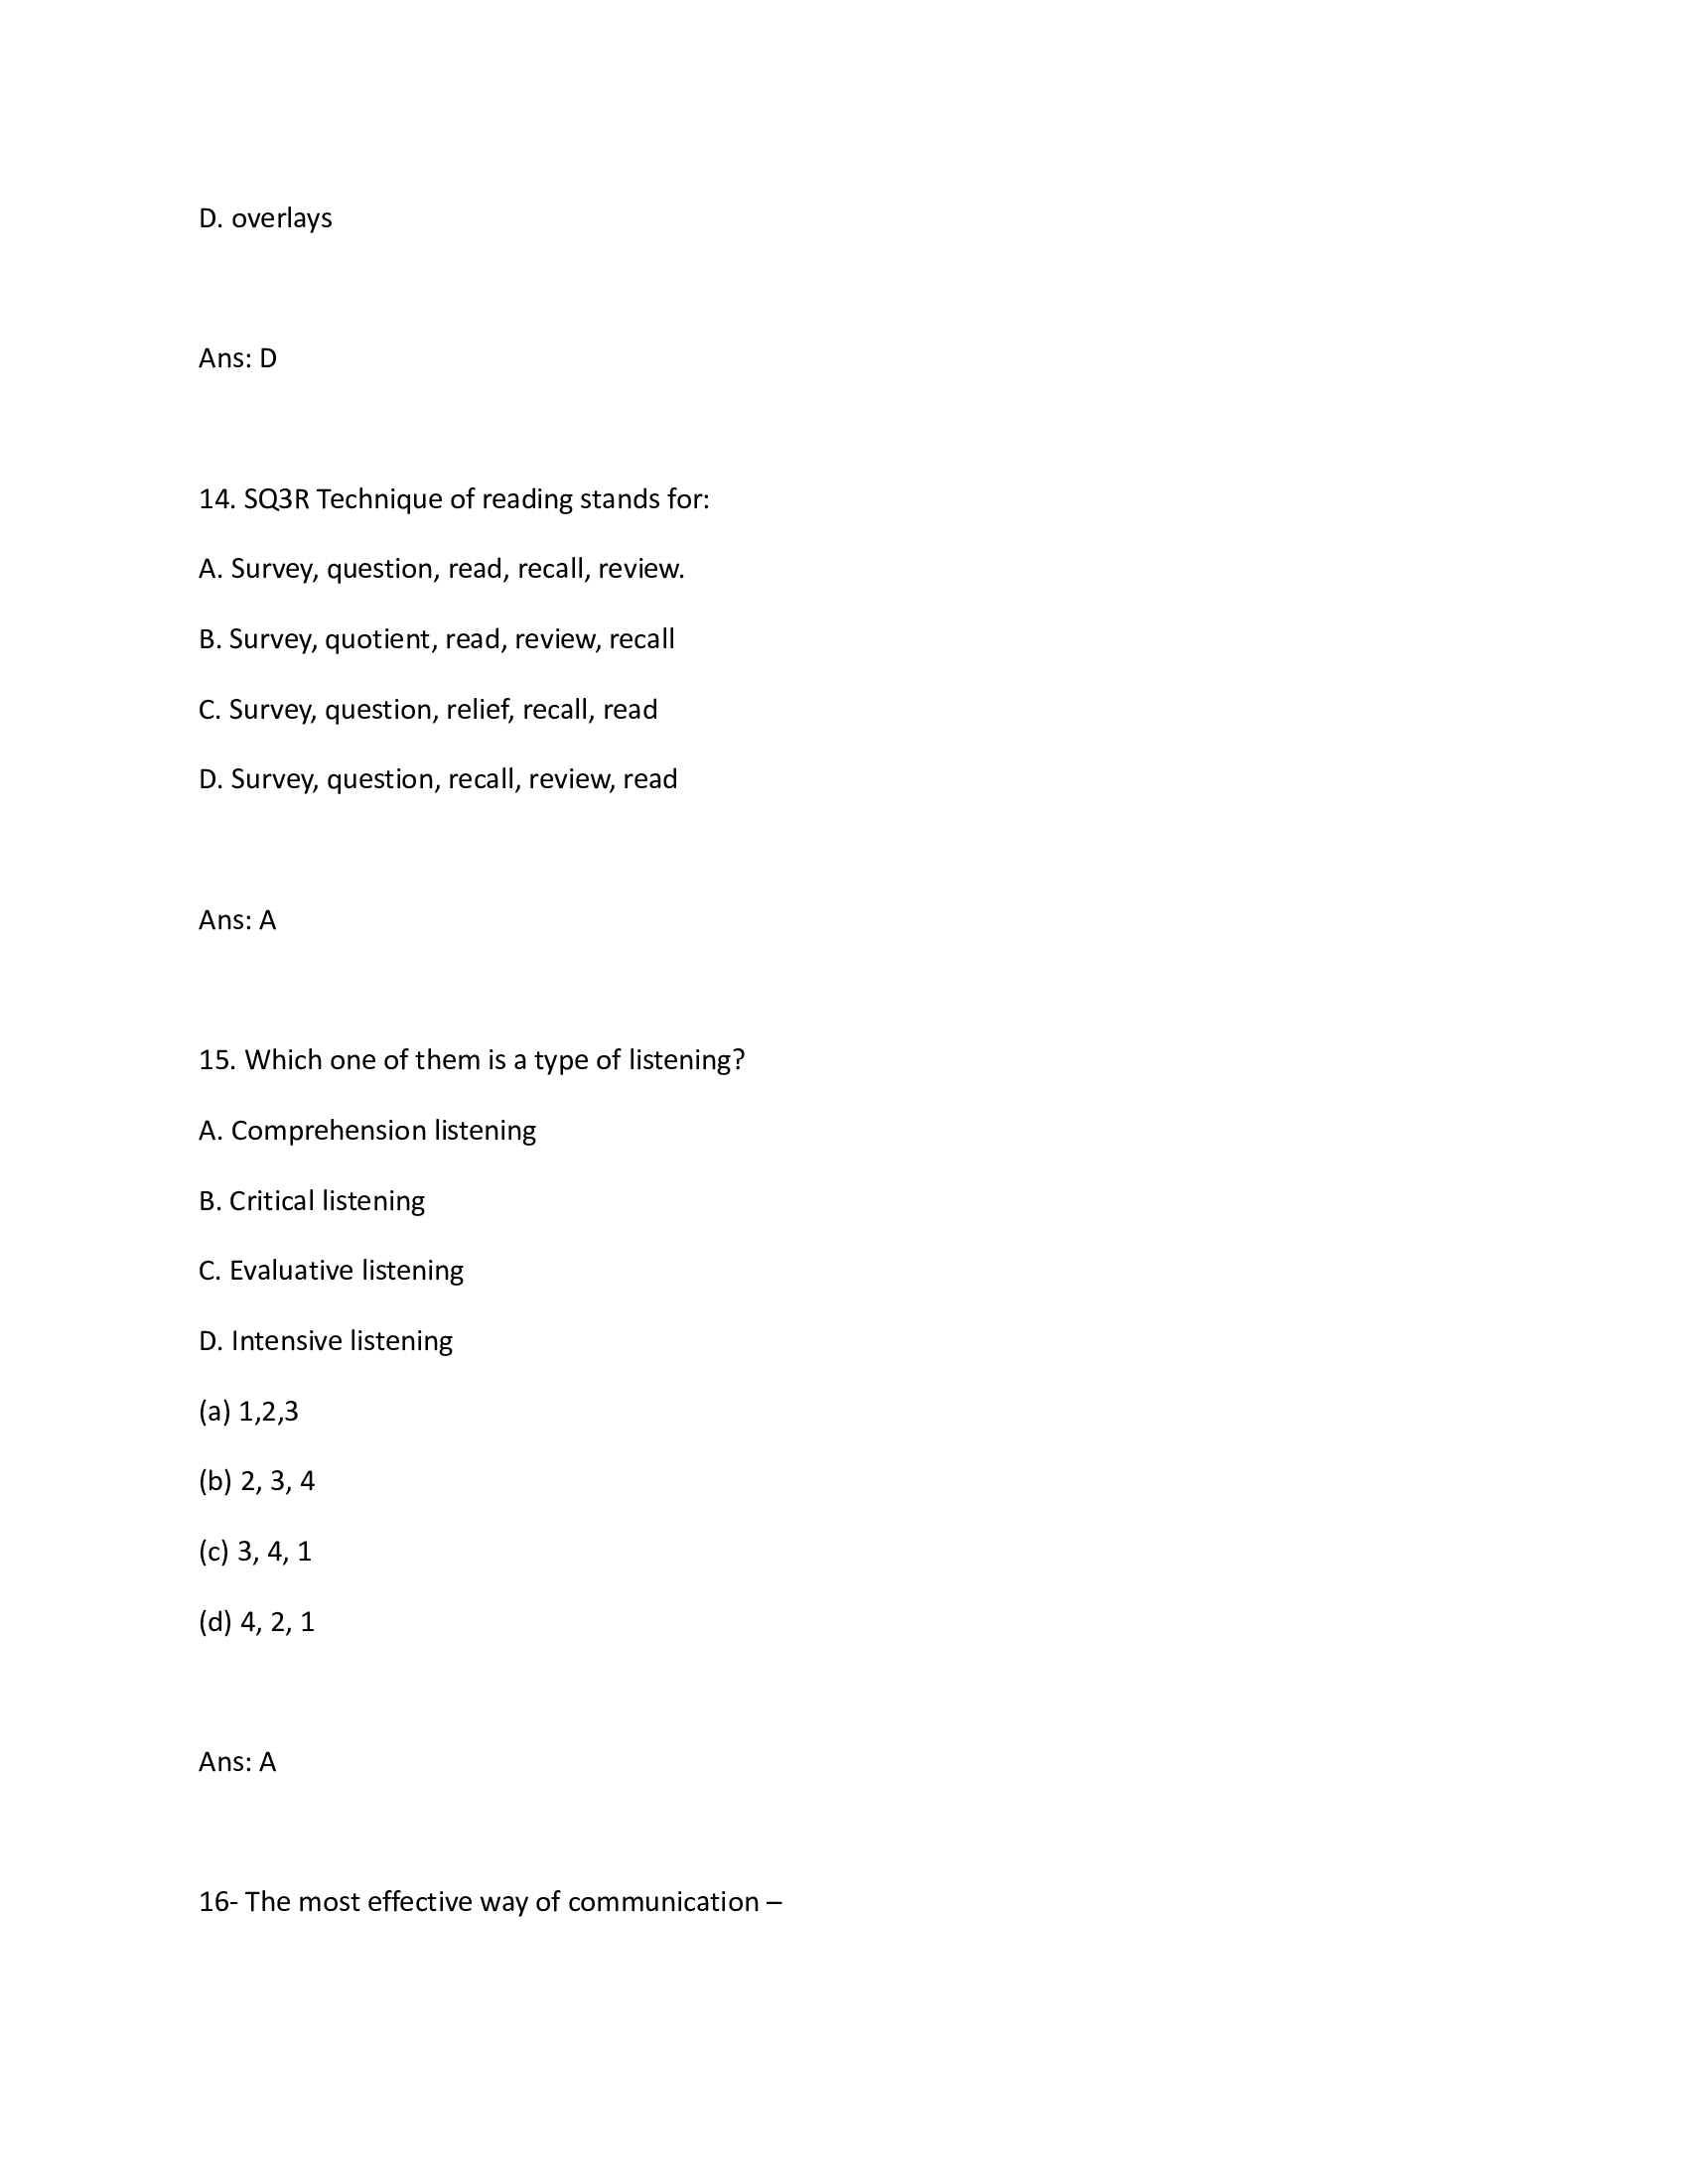 D. overlays
Ans: D
14. SQ3R Technique of reading stands for:
A. Survey, question, read, recall, review.
B. Survey, quotient, read, review, recall
C. Survey, question, relief, recall, read
D. Survey, question, recall, review, read
Ans: A
15. Which one of them is a type of listening?
A. Comprehension listening
B. Critical listening
C. Evaluative listening
D. Intensive listening
(a) 1,2,3
(b) 2, 3, 4
(c) 3, 4, 1
(d) 4, 2, 1
Ans: A
16- The most effective way of communication –